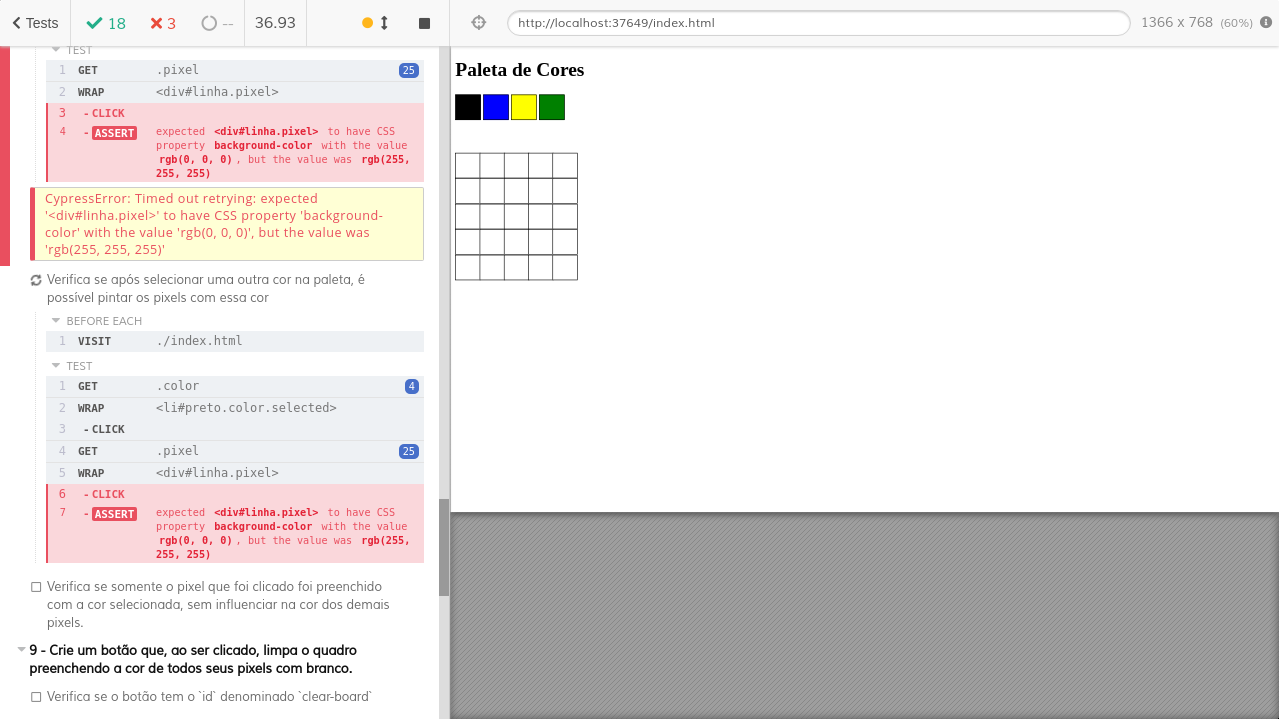 Tests
18
3
--
36.93
http://localhost:37649/index.html
1366 x 768 (60%)
TEST
1 GET .pixel 25
2 WRAP <div#linha.pixel>
3 - CLICK
4 - ASSERT expected <div#linha.pixel> to have CSS
property background-color with the value
rgb(0, 0, 0), but the value was rgb(255,
255, 255)
CypressError: Timed out retrying: expected
'<div#linha.pixel>' to have CSS property 'background-
color' with the value 'rgb(0, 0, 0)', but the value was
'rgb(255, 255, 255)'
Verifica se após selecionar uma outra cor na paleta, é
possível pintar os pixels com essa cor
BEFORE EACH
1 VISIT ./index.html
TEST
1 GET .color 4
2 WRAP <li#preto.color.selected>
3 - CLICK
4 GET .pixel 25
5 WRAP <div#linha.pixel>
6 - CLICK
7 - ASSERT expected <div#linha.pixel> to have CSS
property background-color with the value
rgb(0, 0, 0), but the value was rgb(255,
255, 255)
Verifica se somente o pixel que foi clicado foi preenchido
com a cor selecionada, sem influenciar na cor dos demais
pixels.
9 - Crie um botão que, ao ser clicado, limpa o quadro
preenchendo a cor de todos seus pixels com branco.
Verifica se o botão tem o `id` denominado `clear-board`
Paleta de Cores